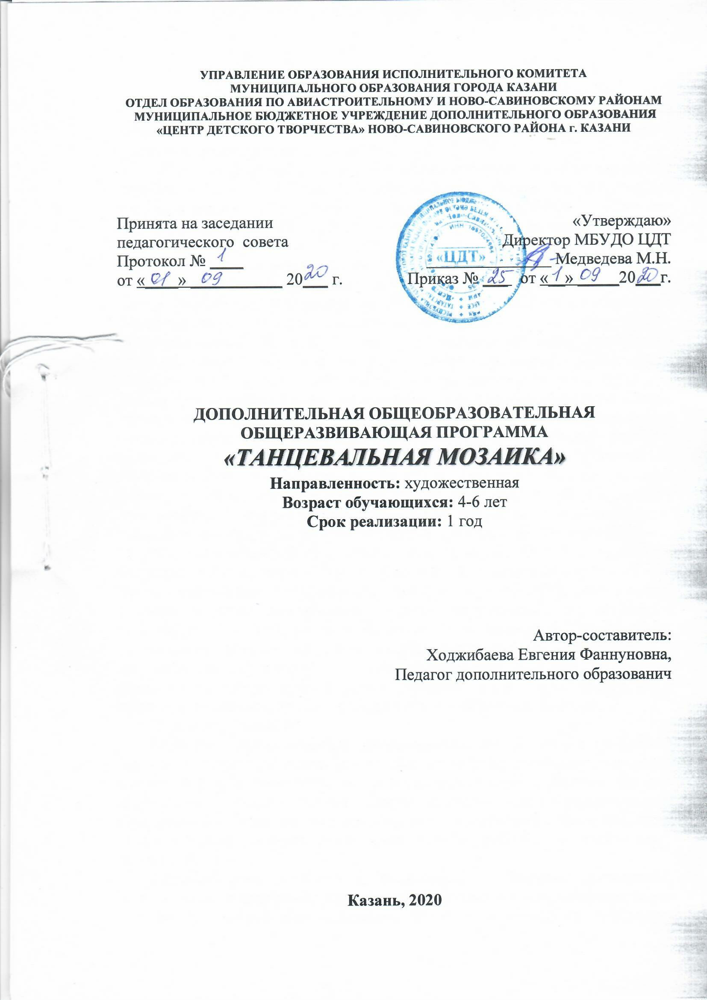 УПРАВЛЕНИЕ ОБРАЗОВАНИЯ ИСПОЛНИТЕЛЬНОГО КОМИТЕТА
МУНИЦИПАЛЬНОГО ОБРАЗОВАНИЯ ГОРОДА КАЗАНИ
ОТДЕЛ ОБРАЗОВАНИЯ ПО АВИАСТРОИТЕЛЬНОМУ И НОВО-САВИНОВСКОМУ РАЙОНАМ
МУНИЦИПАЛЬНОЕ БЮДЖЕТНОЕ УЧРЕЖДЕНИЕ ДОПОЛНИТЕЛЬНОГО ОБРАЗОВАНИЯ
«ЦЕНТР ДЕТСКОГО ТВОРЧЕСТВА» НОВО-САВИНОВСКОГО РАЙОНА г. КАЗАНИ
Принята на заседании
педагогического совета
Протокол № 1
от «01» 09 2020 г.
«Утверждаю»
Директор МБУДО ЦДТ
Медведева М.Н.
Приказ № 25 от «1» 09 2020 г.
«ЦДТ»
ДОПОЛНИТЕЛЬНАЯ ОБЩЕОБРАЗОВАТЕЛЬНАЯ
ОБЩЕРАЗВИВАЮЩАЯ ПРОГРАММА
«ТАНЦЕВАЛЬНАЯ МОЗАИКА»
Направленность: художественная
Возраст обучающихся: 4-6 лет
Срок реализации: 1 год
Автор-составитель:
Ходжибаева Евгения Фаннуновна,
Педагог дополнительного образованич
Казань, 2020